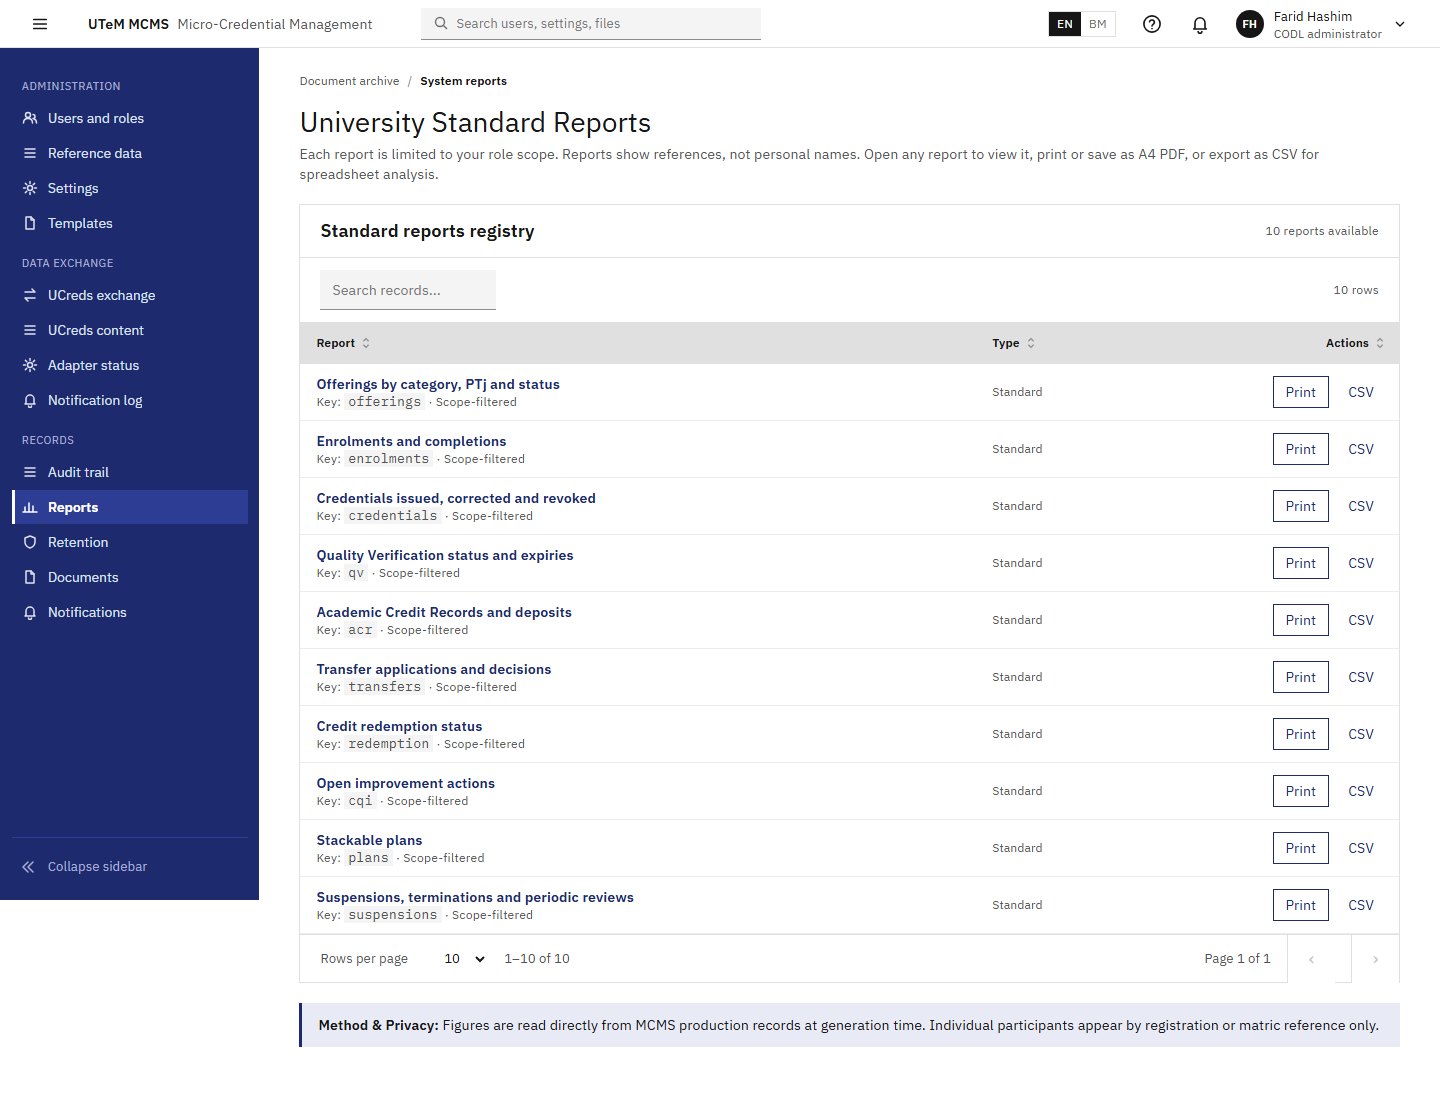 UTeM MCMS Micro-Credential Management
Search users, settings, files
EN BM
FH
Farid Hashim
CODL administrator
ADMINISTRATION
Users and roles
Reference data
Settings
Templates
DATA EXCHANGE
UCreds exchange
UCreds content
Adapter status
Notification log
RECORDS
Audit trail
Reports
Retention
Documents
Notifications
Collapse sidebar
Document archive / System reports
University Standard Reports
Each report is limited to your role scope. Reports show references, not personal names. Open any report to view it, print or save as A4 PDF, or export as CSV for
spreadsheet analysis.
Standard reports registry
10 reports available
Search records...
10 rows
Report Type Actions
Offerings by category, PTj and status
Key: offerings · Scope-filtered
Standard
Print CSV
Enrolments and completions
Key: enrolments · Scope-filtered
Standard
Print CSV
Credentials issued, corrected and revoked
Key: credentials · Scope-filtered
Standard
Print CSV
Quality Verification status and expiries
Key: qv · Scope-filtered
Standard
Print CSV
Academic Credit Records and deposits
Key: acr · Scope-filtered
Standard
Print CSV
Transfer applications and decisions
Key: transfers · Scope-filtered
Standard
Print CSV
Credit redemption status
Key: redemption · Scope-filtered
Standard
Print CSV
Open improvement actions
Key: cqi · Scope-filtered
Standard
Print CSV
Stackable plans
Key: plans · Scope-filtered
Standard
Print CSV
Suspensions, terminations and periodic reviews
Key: suspensions · Scope-filtered
Standard
Print CSV
Rows per page 10 1–10 of 10
Page 1 of 1 ‹ ›
Method & Privacy: Figures are read directly from MCMS production records at generation time. Individual participants appear by registration or matric reference only.